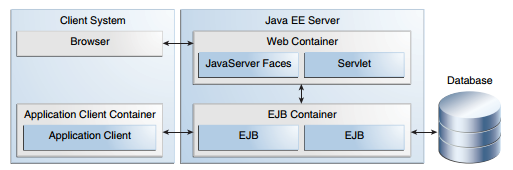 Client System
Java EE Server
Browser
Web Container
JavaServer Faces
Servlet
Database
Application Client Container
Application Client
EJB Container
EJB
EJB